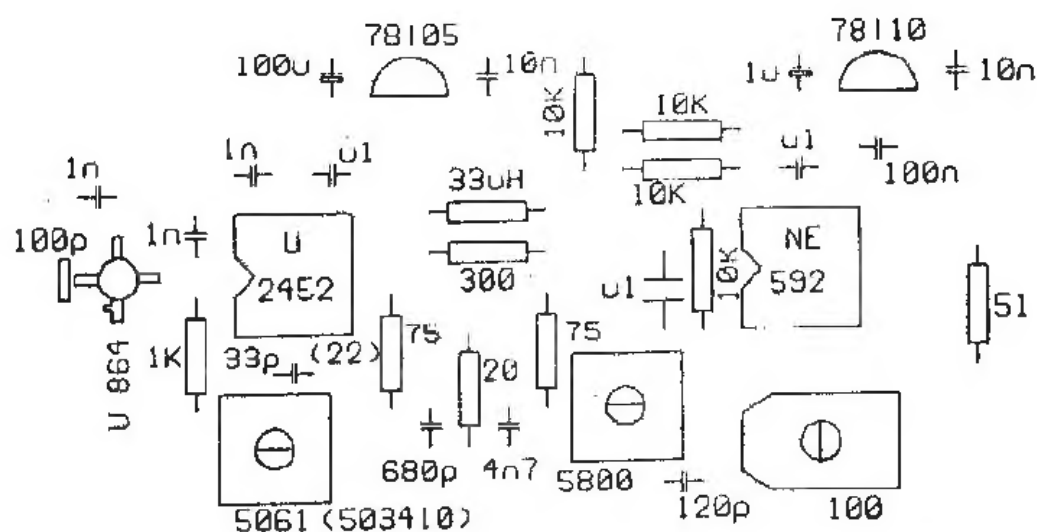 78105
78110
100u
10n
1u
10n
10K
10K
10K
u1
100n
1n
u1
1n
33uH
1n
100p
U
2452
300
u1
10K
NE
592
51
U 864
1K
33p
(22)
75
20
75
680p
4n7
5800
120p
100
5061 (503410)